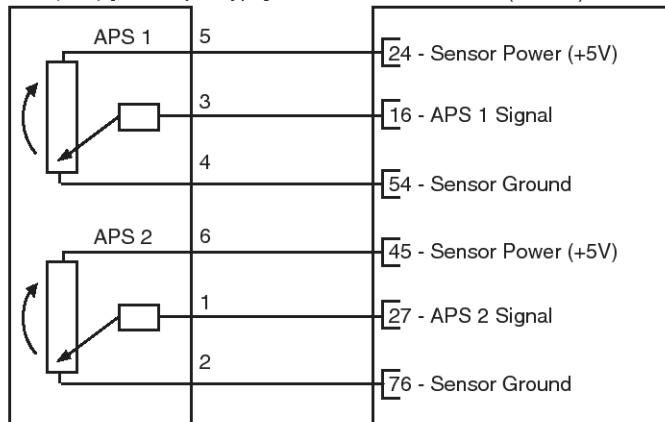 APS 1 5 24 - Sensor Power (+5V)
3 16 - APS 1 Signal
4 54 - Sensor Ground
APS 2 6 45 - Sensor Power (+5V)
1 27 - APS 2 Signal
2 76 - Sensor Ground